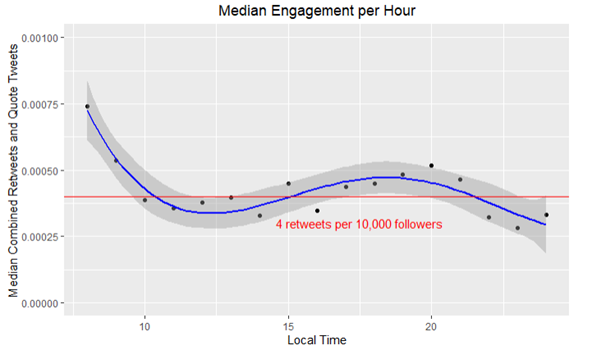 Median Engagement per Hour
Median Combined Retweets and Quote Tweets
0.00100
0.00075
0.00050
0.00025
0.00000
4 retweets per 10,000 followers
10
15
20
Local Time